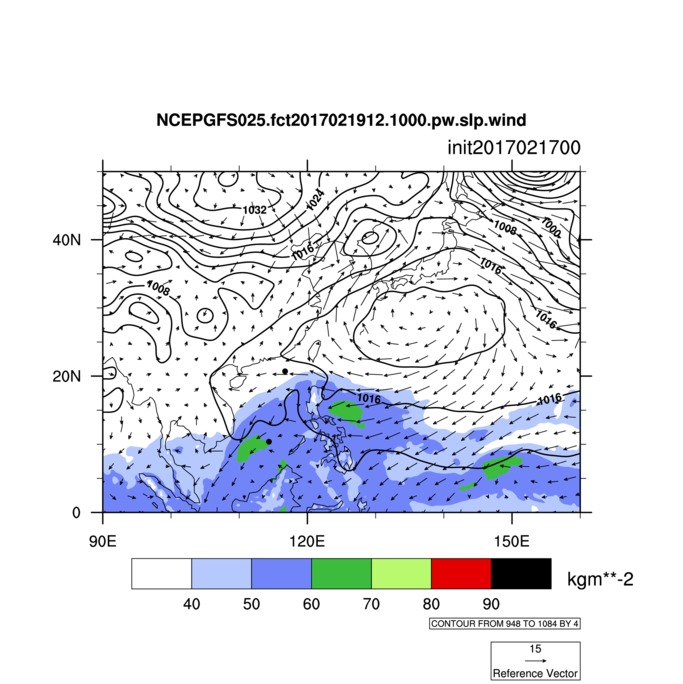 NCEPGFS025.fct2017021912.1000.pw.slp.wind
init2017021700
1032
1024
1016
1008
1000
1016
1008
1016
1016
1016
1016
40N
20N
0
90E
120E
150E
40
50
60
70
80
90
kgm**-2
CONTOUR FROM 948 TO 1084 BY 4
15
Reference Vector